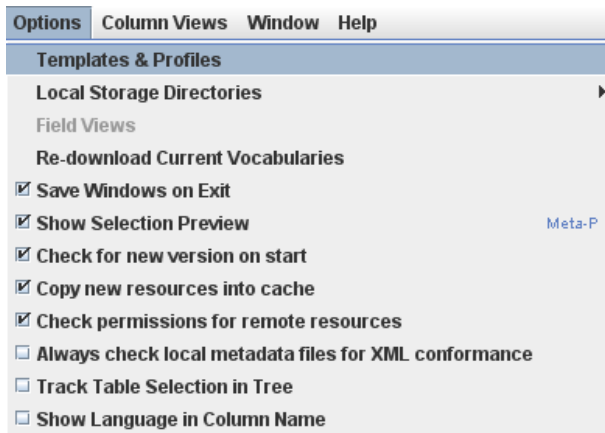 Options Column Views Window Help
Templates & Profiles
Local Storage Directories
Field Views
Re-download Current Vocabularies
Save Windows on Exit
Show Selection Preview Meta-P
Check for new version on start
Copy new resources into cache
Check permissions for remote resources
Always check local metadata files for XML conformance
Track Table Selection in Tree
Show Language in Column Name